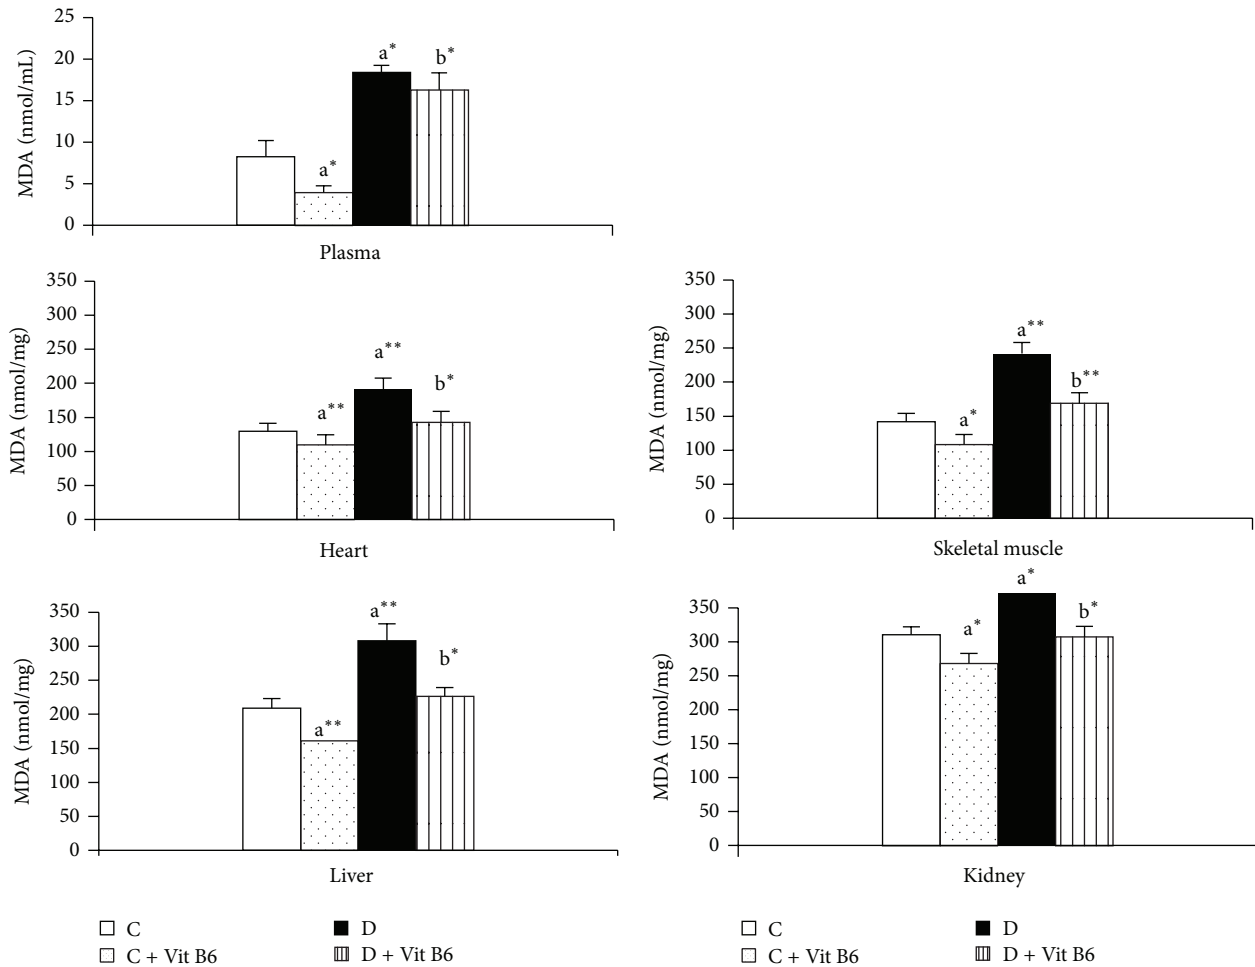 MDA (nmol/mL)
25
20
15
10
5
0
a*
a*
b*
Plasma
MDA (nmol/mg)
350
300
250
200
150
100
50
0
a**
a**
b*
Heart
MDA (nmol/mg)
350
300
250
200
150
100
50
0
a*
a**
b**
Skeletal muscle
MDA (nmol/mg)
350
300
250
200
150
100
50
0
a**
a**
b*
Liver
MDA (nmol/mg)
350
300
250
200
150
100
50
0
a*
a*
b*
Kidney
C
C + Vit B6
D
D + Vit B6
C
C + Vit B6
D
D + Vit B6